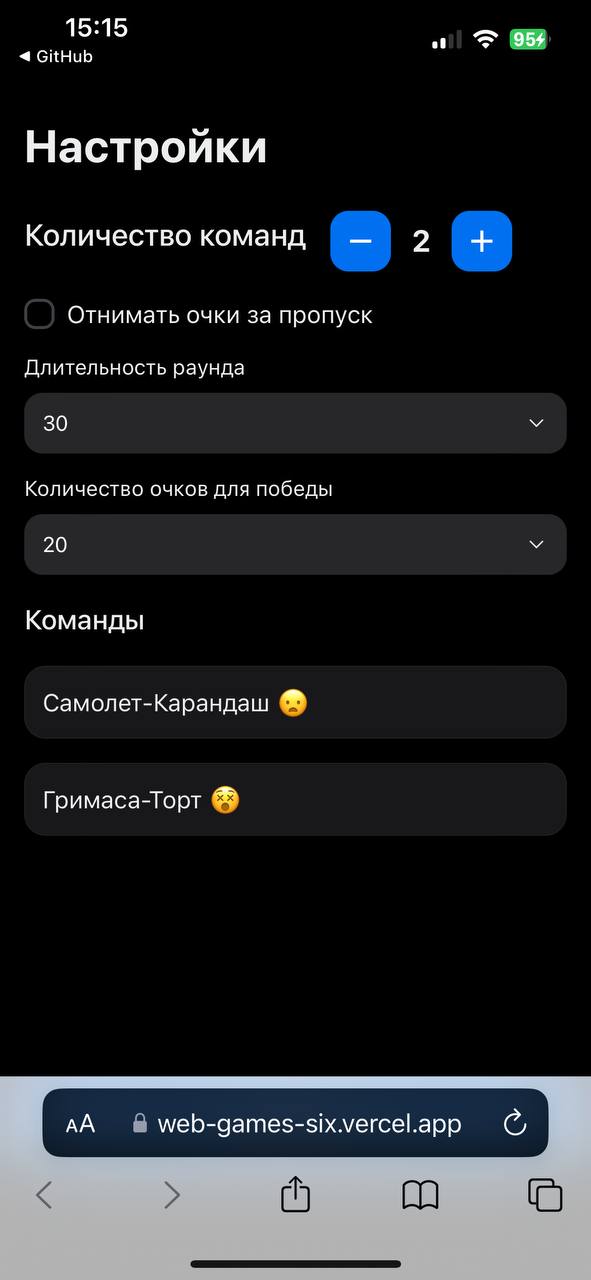 15:15
◀ GitHub
95
Настройки
Количество команд − 2 +
Отнимать очки за пропуск
Длительность раунда
30
Количество очков для победы
20
Команды
Самолет-Карандаш 😦
Гримаса-Торт 😵
AA web-games-six.vercel.app